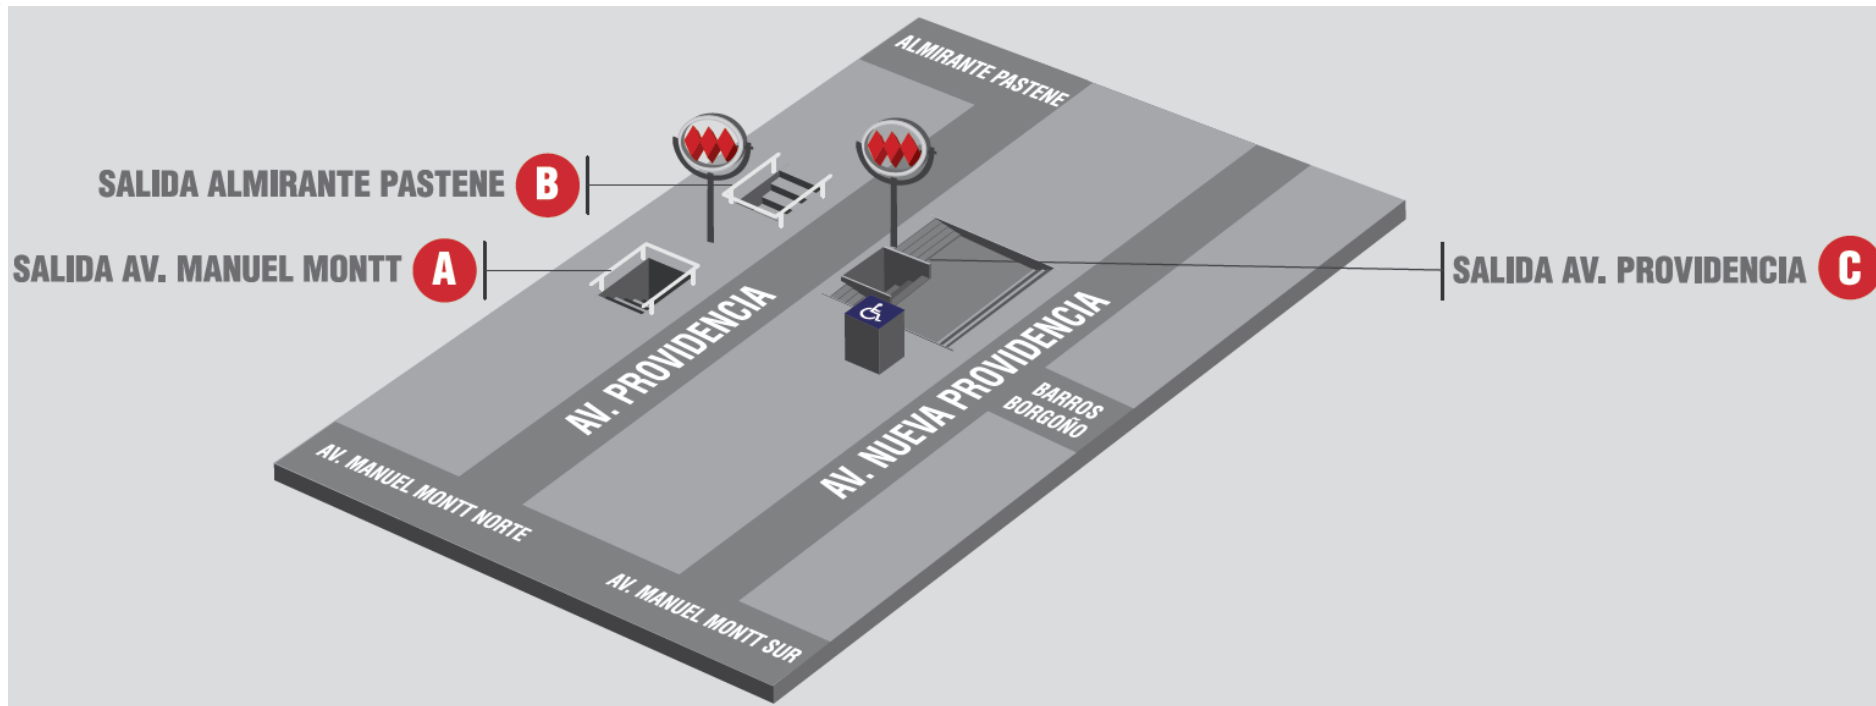 ALMIRANTE PASTENE
SALIDA ALMIRANTE PASTENE B
SALIDA AV. MANUEL MONTT A
SALIDA AV. PROVIDENCIA C
AV. PROVIDENCIA
AV. NUEVA PROVIDENCIA
BARROS
BORGOÑO
AV. MANUEL MONTT NORTE
AV. MANUEL MONTT SUR